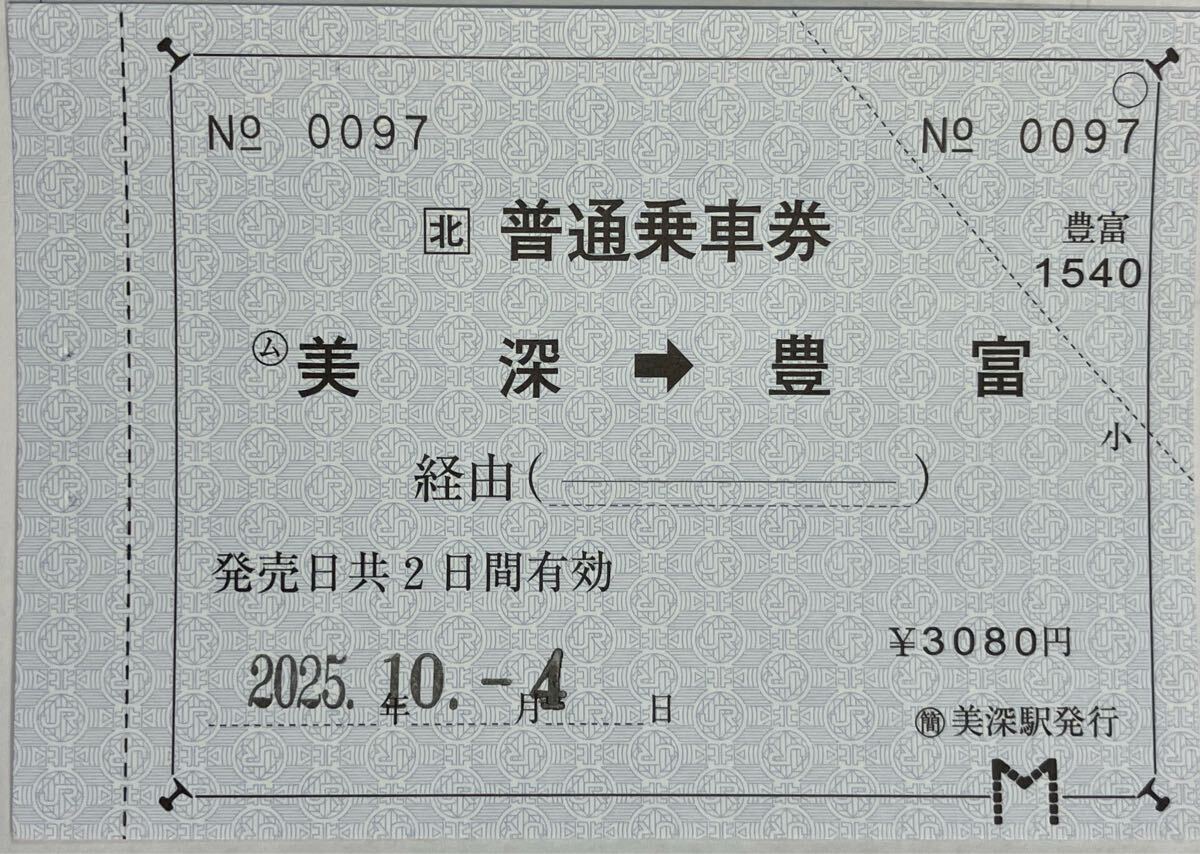 № 0097
№ 0097
北 普通乗車券
豊富
1540
ム 美深 ➡ 豊富
小
経由( )
発売日共2日間有効
¥3080円
2025.年10.月-4日
簡 美深駅発行